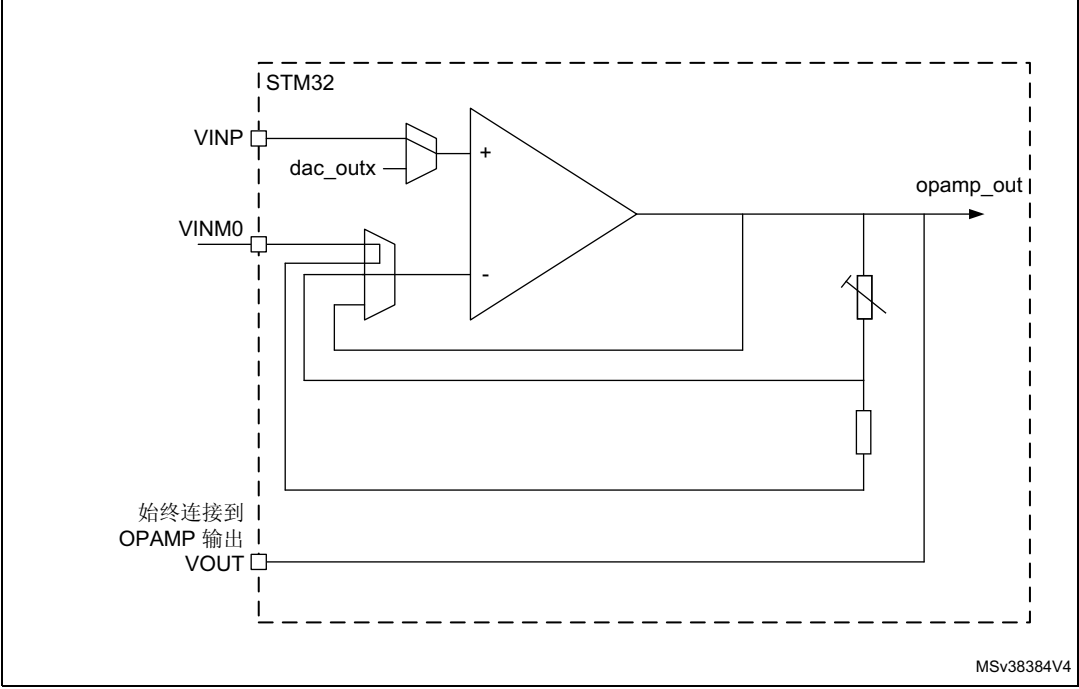 STM32
VINP
+
dac_outx
opamp_out
VINM0
-
始终连接到
OPAMP 输出
VOUT
MSv38384V4